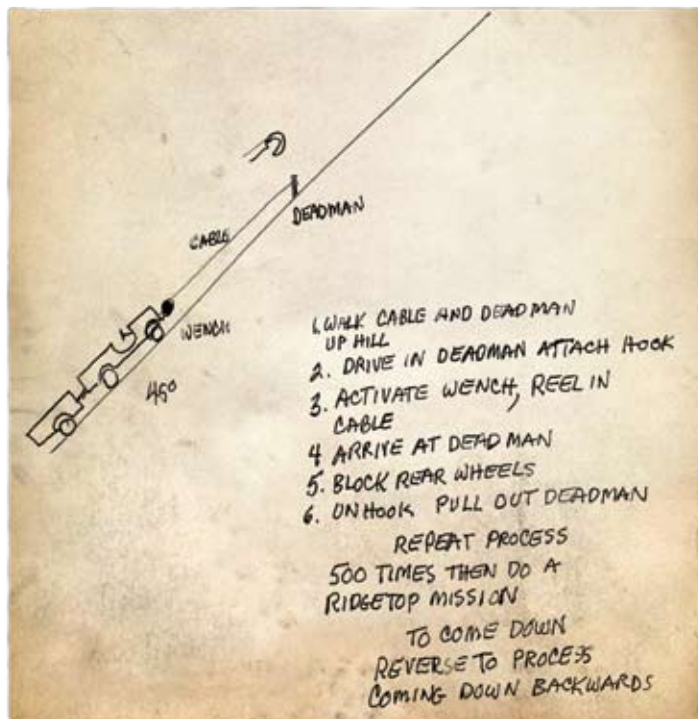 DEADMAN
CABLE
WENCH
45°
1. WALK CABLE AND DEADMAN
UP HILL
2. DRIVE IN DEADMAN ATTACH HOOK
3. ACTIVATE WENCH, REEL IN
CABLE
4 ARRIVE AT DEADMAN
5. BLOCK REAR WHEELS
6. UNHOOK PULL OUT DEADMAN
REPEAT PROCESS
500 TIMES THEN DO A
RIDGETOP MISSION
TO COME DOWN
REVERSE TO PROCESS
COMING DOWN BACKWARDS